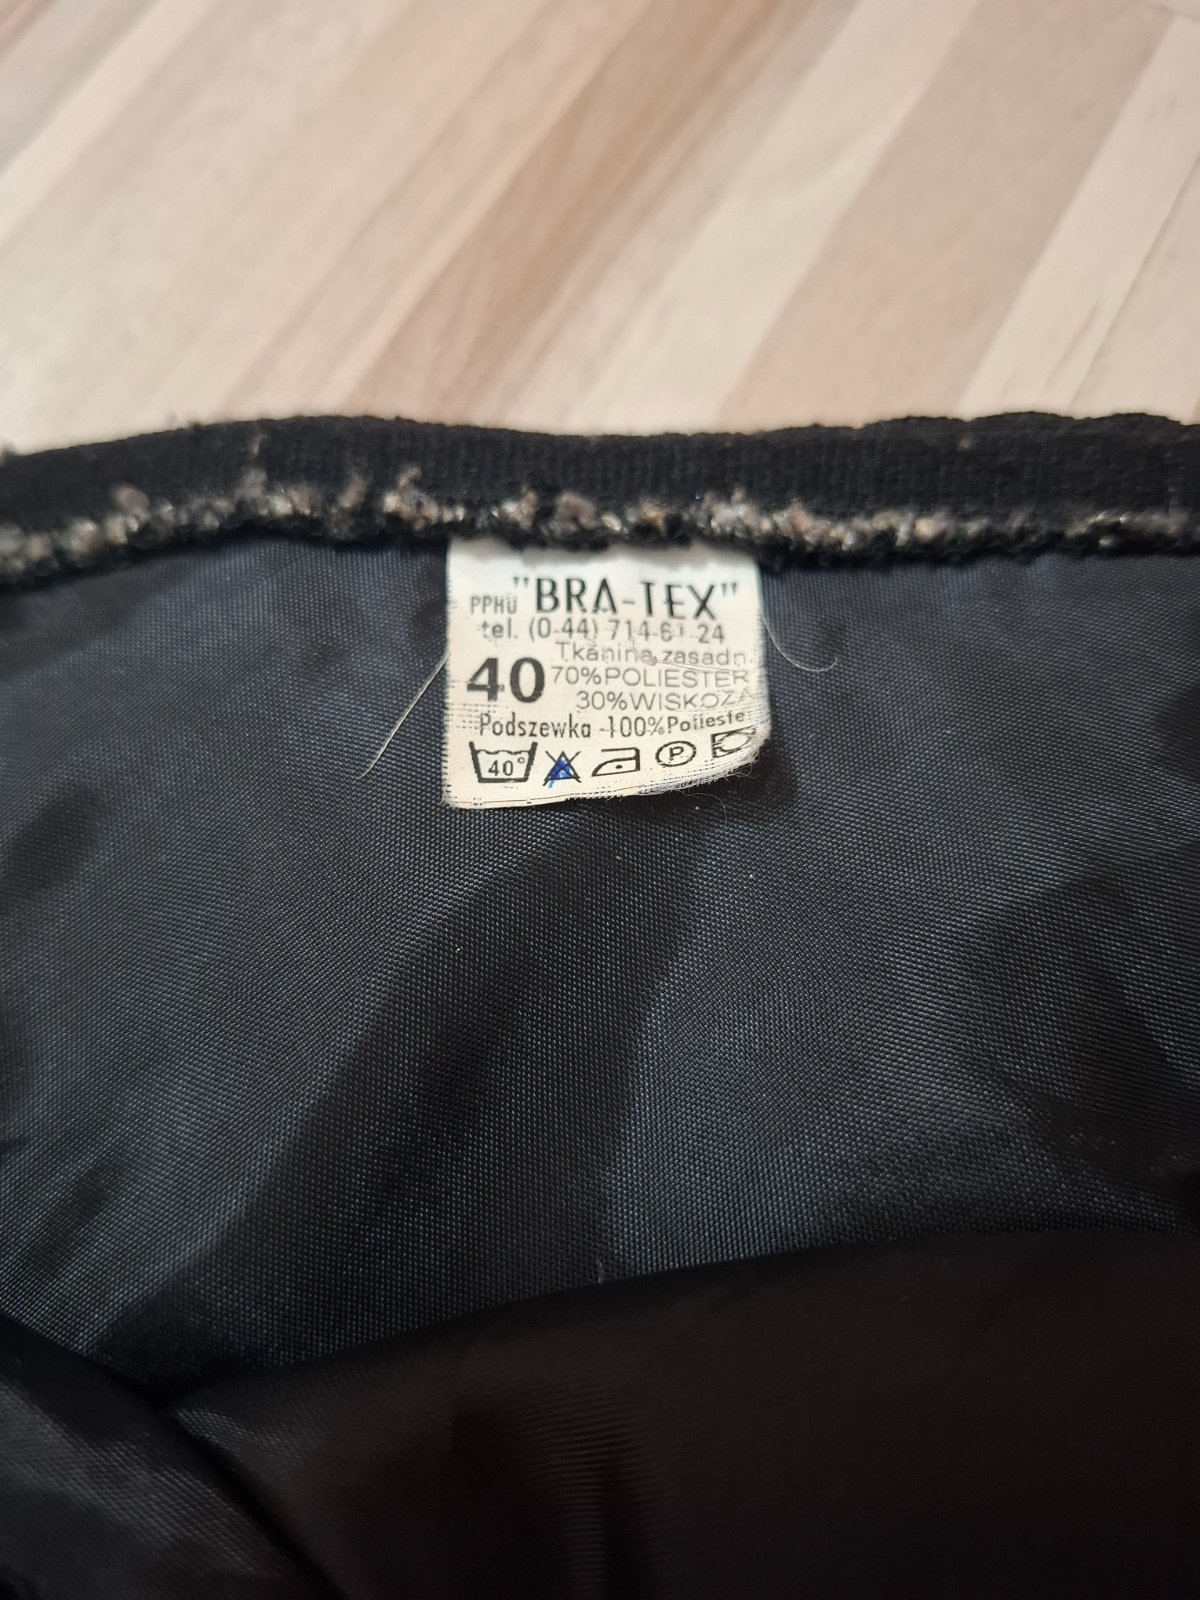 PPHU "BRA-TEX"
tel. (0-44) 714-61-24
Tkanina zasadn.
40 70%POLIESTER
30%WISKOZA
Podszewka -100%Polieste
40° P